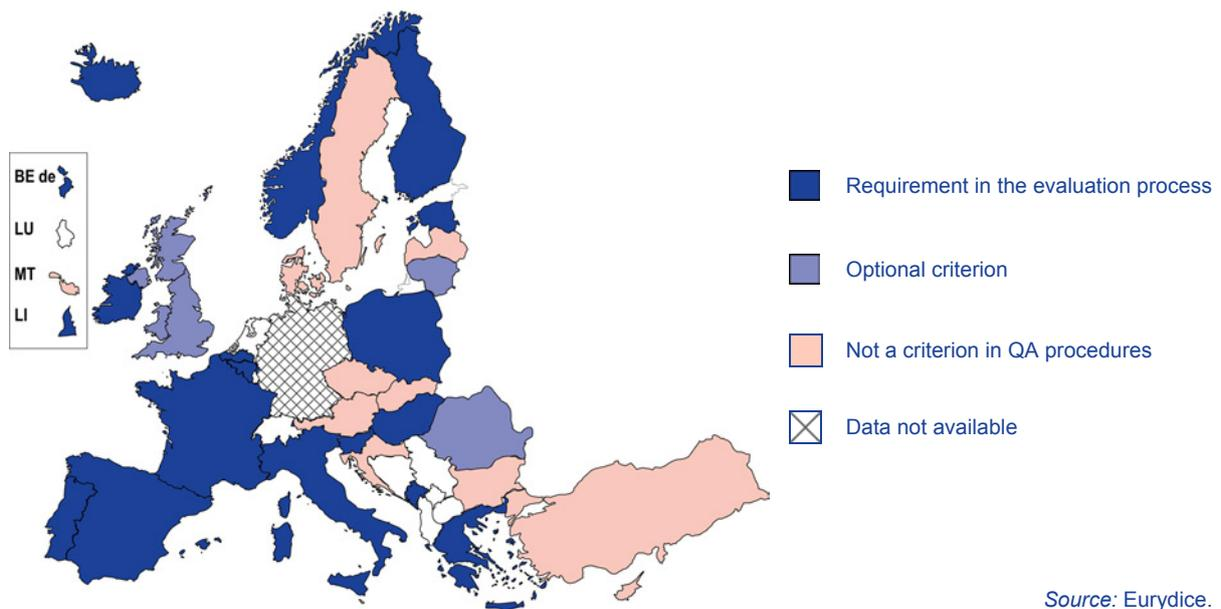 BE de
LU
MT
LI
Requirement in the evaluation process
Optional criterion
Not a criterion in QA procedures
Data not available
Source: Eurydice.